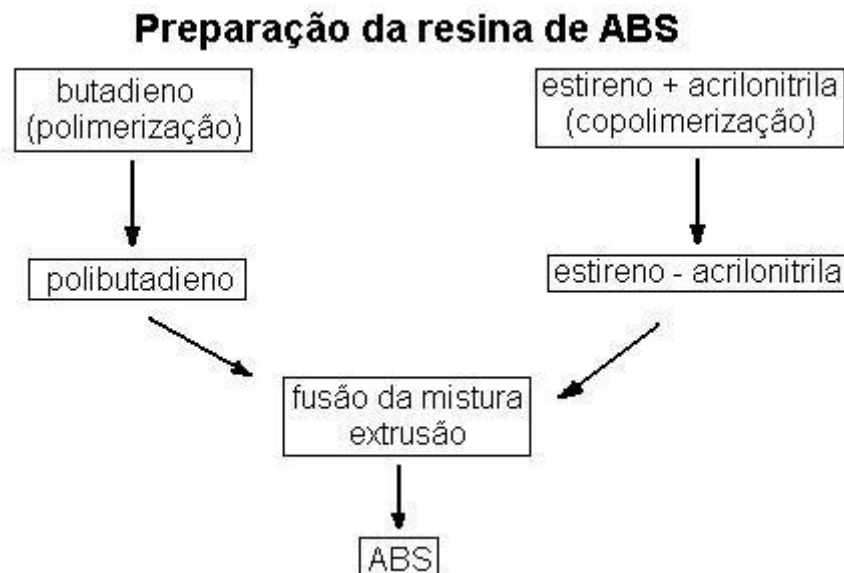 Preparação da resina de ABS
butadieno
(polimerização)
estireno + acrilonitrila
(copolimerização)
polibutadieno
estireno - acrilonitrila
fusão da mistura
extrusão
ABS